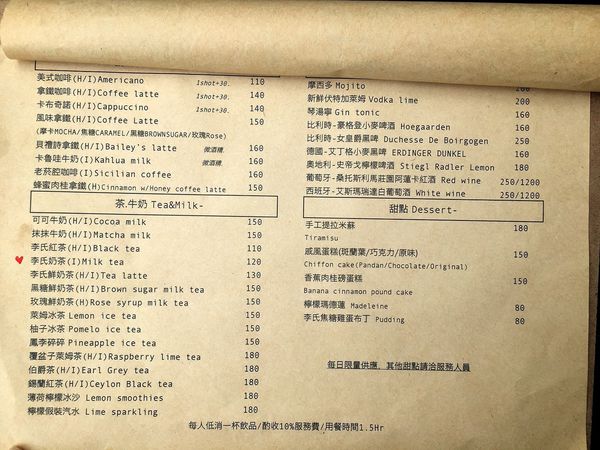 美式咖啡(H/I)Americano 1shot+30. 110
拿鐵咖啡(H/I)Coffee latte 1shot+30. 140
卡布奇諾(H/I)Cappuccino 1shot+30. 140
風味拿鐵(H/I)Coffee Latte 150
(摩卡MOCHA/焦糖CARAMEL/黑糖BROWNSUGAR/玫瑰Rose)
貝禮詩拿鐵(H/I)Bailey's latte 微酒精. 160
卡魯哇牛奶(I)Kahlua milk 微酒精. 160
老菸腔咖啡(I)Sicilian coffee 160
蜂蜜肉桂拿鐵(H)Cinnamon w/Honey coffee latte 150
茶.牛奶 Tea&Milk-
可可牛奶(H/I)Cocoa milk 150
抹抹牛奶(H/I)Matcha milk 150
李氏紅茶(H/I)Black tea 110
李氏奶茶(I)Milk tea 120
李氏鮮奶茶(H/I)Tea latte 130
黑糖鮮奶茶(H/I)Brown sugar milk tea 150
玫瑰鮮奶茶(H)Rose syrup milk tea 150
萊姆冰茶 Lemon ice tea 150
柚子冰茶 Pomelo ice tea 150
鳳李碎碎 Pineapple ice tea 150
覆盆子萊姆茶(H/I)Raspberry lime tea 180
伯爵茶(H/I)Earl Grey tea 180
錫蘭紅茶(H/I)Ceylon Black tea 180
薄荷檸檬冰沙 Lemon smoothies 180
檸檬假裝汽水 Lime sparkling 180
摩西多 Mojito 200
新鮮伏特加萊姆 Vodka lime 200
琴湯寧 Gin tonic 160
比利時-豪格登小麥啤酒 Hoegaarden 160
比利時-女皇爵黑啤 Duchesse De Boirgogen 250
德國-艾丁格小麥黑啤 ERDINGER DUNKEL 160
奧地利-史帝戈檸檬啤酒 Stiegl Radler Lemon 180
葡萄牙-桑托斯利馬莊園阿蓮卡紅酒 Red wine 250/1200
西班牙-艾斯瑪瑞達白葡萄酒 White wine 250/1200
甜點 Dessert-
手工提拉米蘇 180
Tiramisu
戚風蛋糕(斑蘭葉/巧克力/原味) 150
Chiffon cake(Pandan/Chocolate/Original)
香蕉肉桂磅蛋糕 150
Banana cinnamon pound cake
檸檬瑪德蓮 Madeleine 80
李氏焦糖雞蛋布丁 Pudding 80
每日限量供應，其他甜點請洽服務人員
每人低消一杯飲品/酌收10%服務費/用餐時間1.5Hr